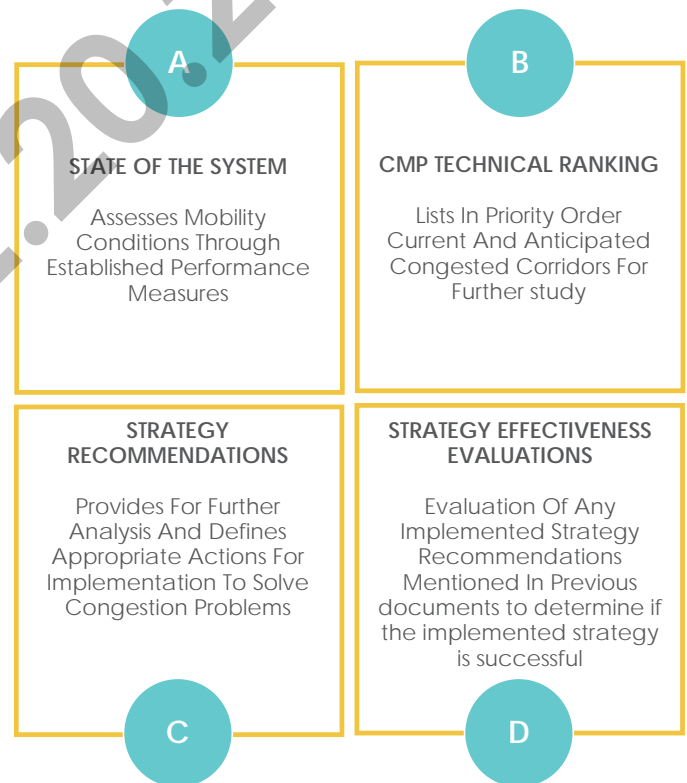 A
STATE OF THE SYSTEM
Assesses Mobility
Conditions Through
Established Performance
Measures
B
CMP TECHNICAL RANKING
Lists In Priority Order
Current And Anticipated
Congested Corridors For
Further study
STRATEGY
RECOMMENDATIONS
Provides For Further
Analysis And Defines
Appropriate Actions For
Implementation To Solve
Congestion Problems
C
STRATEGY EFFECTIVENESS
EVALUATIONS
Evaluation Of Any
Implemented Strategy
Recommendations
Mentioned In Previous
documents to determine if
the implemented strategy
is successful
D